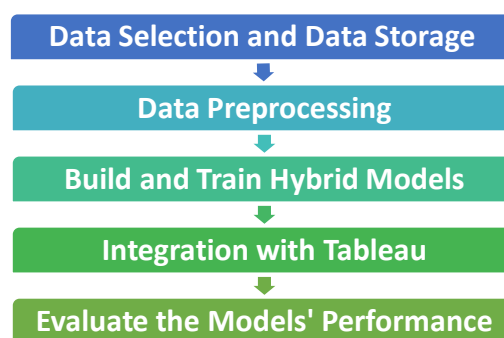 Data Selection and Data Storage
Data Preprocessing
Build and Train Hybrid Models
Integration with Tableau
Evaluate the Models' Performance